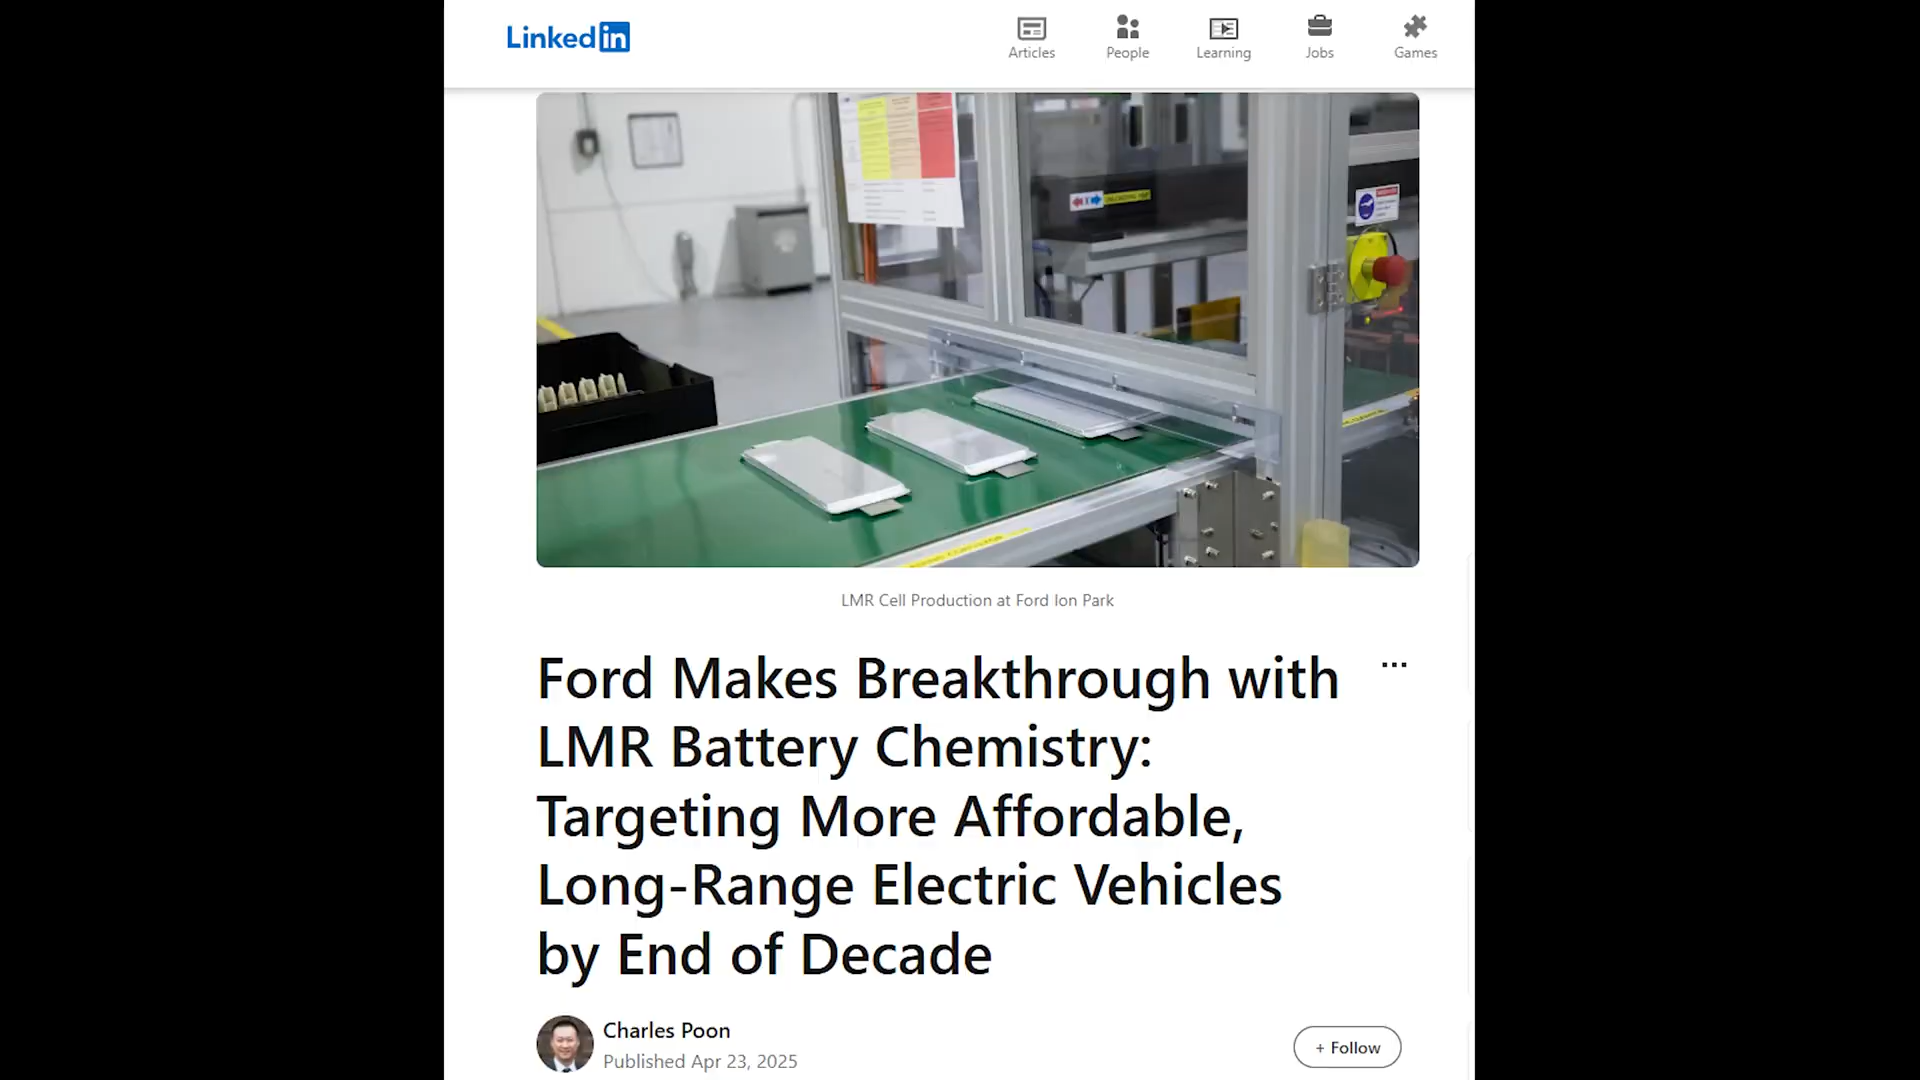 Linked in
Articles
People
Learning
Jobs
Games
LMR Cell Production at Ford Ion Park
Ford Makes Breakthrough with
LMR Battery Chemistry:
Targeting More Affordable,
Long-Range Electric Vehicles
by End of Decade
...
Charles Poon
Published Apr 23, 2025
+ Follow